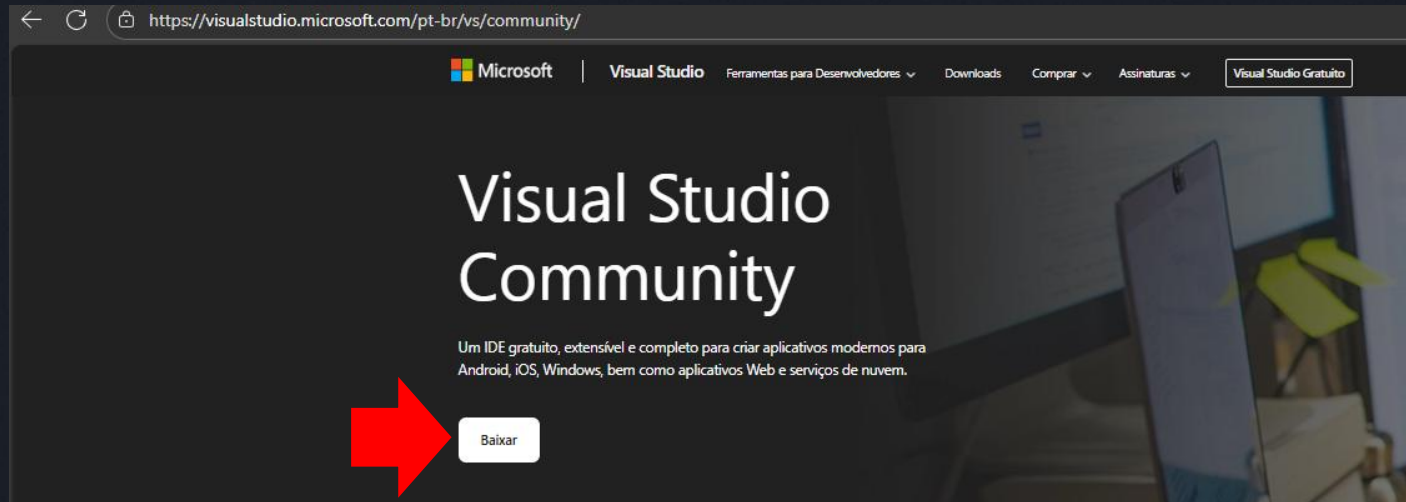 https://visualstudio.microsoft.com/pt-br/vs/community/
Microsoft Visual Studio Ferramentas para Desenvolvedores Downloads Comprar Assinaturas Visual Studio Gratuito
Visual Studio
Community
Um IDE gratuito, extensível e completo para criar aplicativos modernos para
Android, iOS, Windows, bem como aplicativos Web e serviços de nuvem.
Baixar